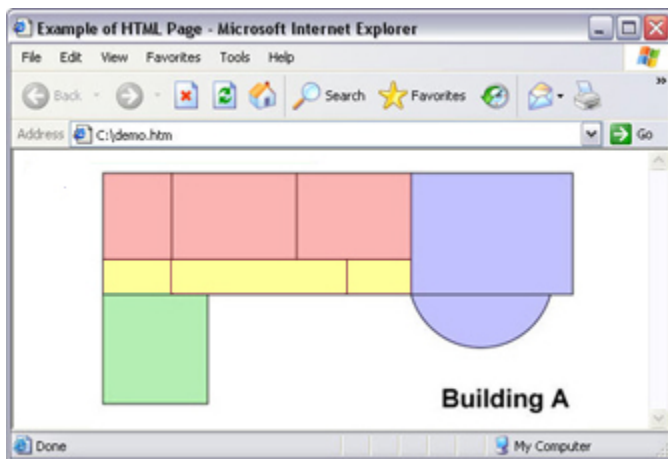 Example of HTML Page - Microsoft Internet Explorer
File Edit View Favorites Tools Help
Back Search Favorites »
Address C:\demo.htm Go
Building A
Done My Computer